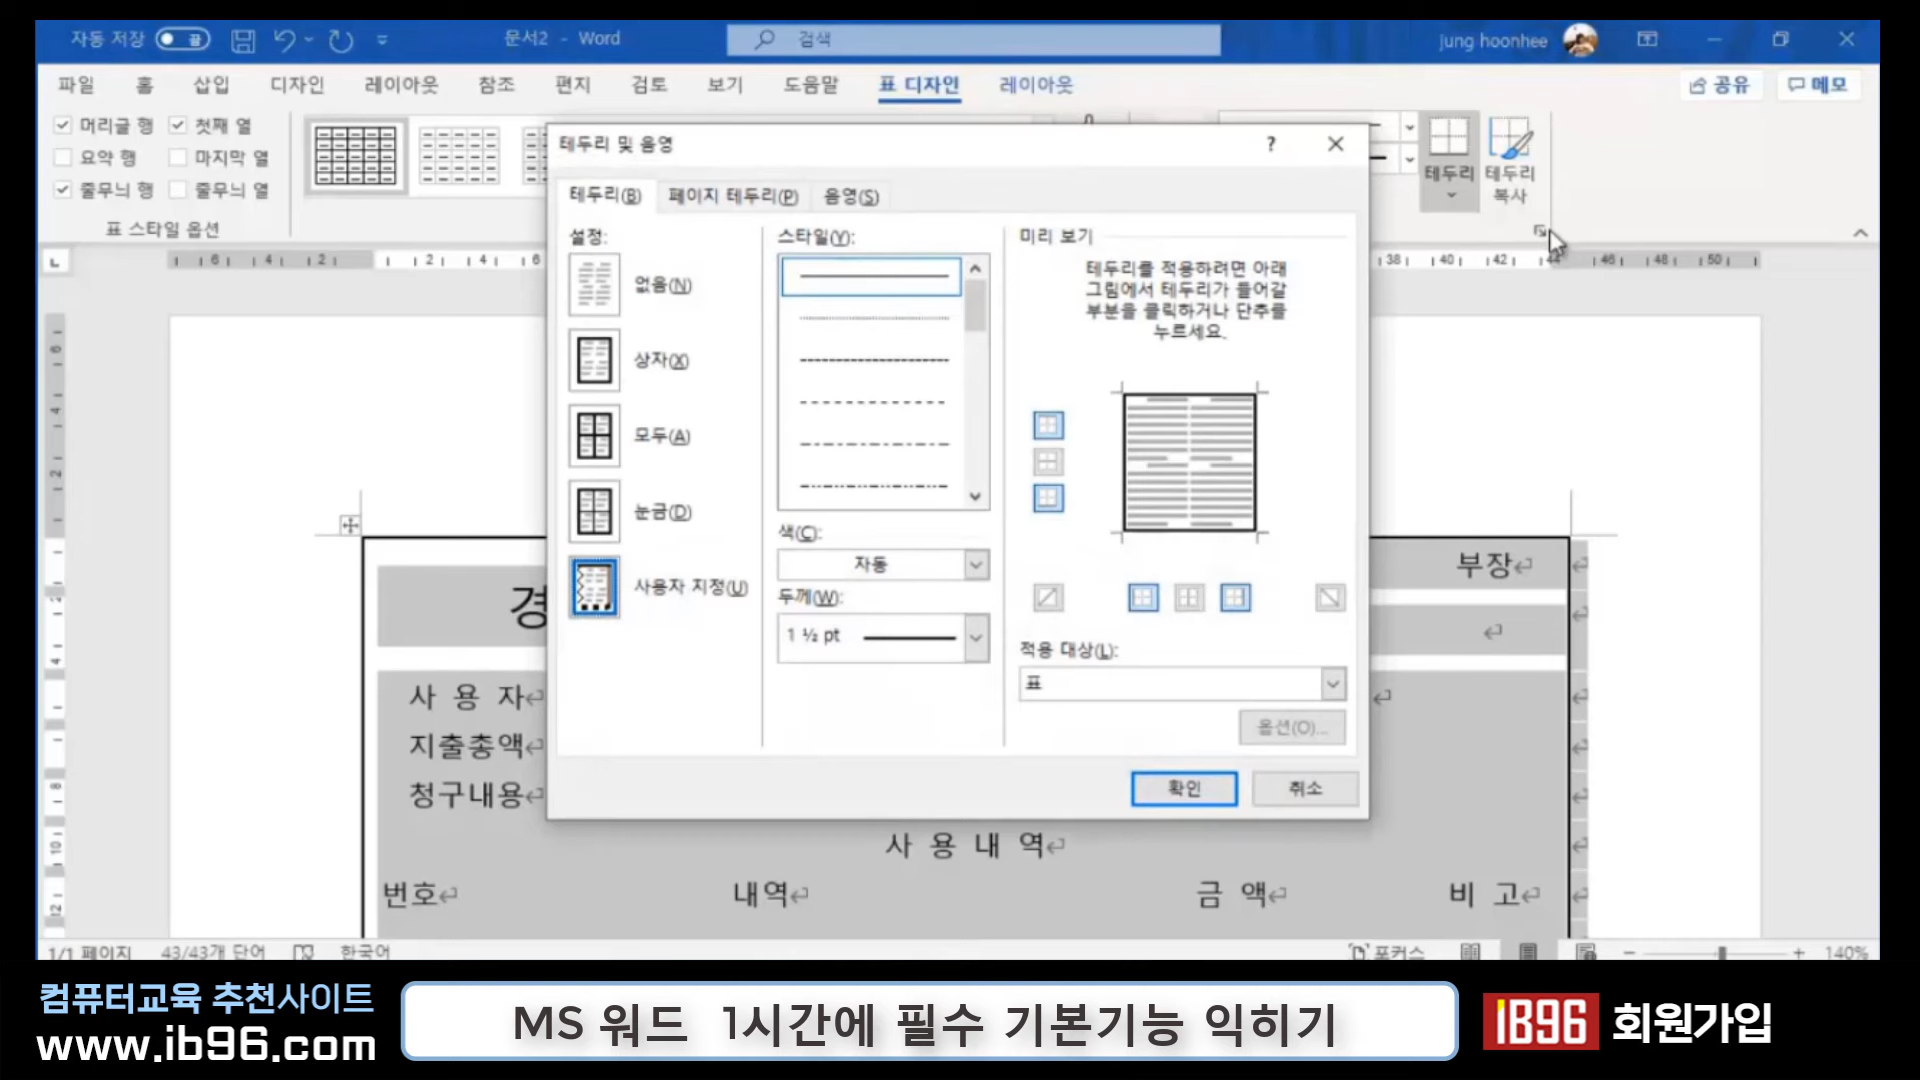 자동 저장 끔 문서2 - Word 검색 jung hoonhee
파일 홈 삽입 디자인 레이아웃 참조 편지 검토 보기 도움말 표 디자인 레이아웃 공유 메모
머리글 행 첫째 열
요약 행 마지막 열
줄무늬 행 줄무늬 열
표 스타일 옵션
테두리 테두리 복사
테두리 및 음영 ?
테두리(B) 페이지 테두리(P) 음영(S)
설정:
없음(N)
상자(X)
모두(A)
눈금(D)
사용자 지정(U)
스타일(Y):
색(C):
자동
두께(W):
1 ½ pt
미리 보기
테두리를 적용하려면 아래
그림에서 테두리가 들어갈
부분을 클릭하거나 단추를
누르세요.
적용 대상(L):
표
옵션(O)...
확인 취소
경
부장
사 용 자
지출총액
청구내용
사 용 내 역
번호 내역 금 액 비 고
1/1 페이지 43/43개 단어 한국어 포커스 140%
컴퓨터교육 추천사이트
www.ib96.com
MS 워드 1시간에 필수 기본기능 익히기
IB96 회원가입